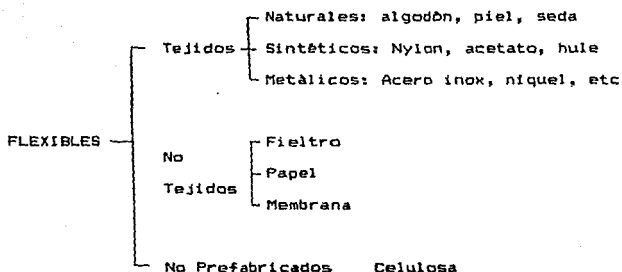 Naturales: algodòn, piel, seda
Tejidos
Sintèticos: Nylon, acetato, hule
Metàlicos: Acero inox, nìquel, etc
FLEXIBLES
No
Tejidos
Fieltro
Papel
Membrana
No Prefabricados Celulosa